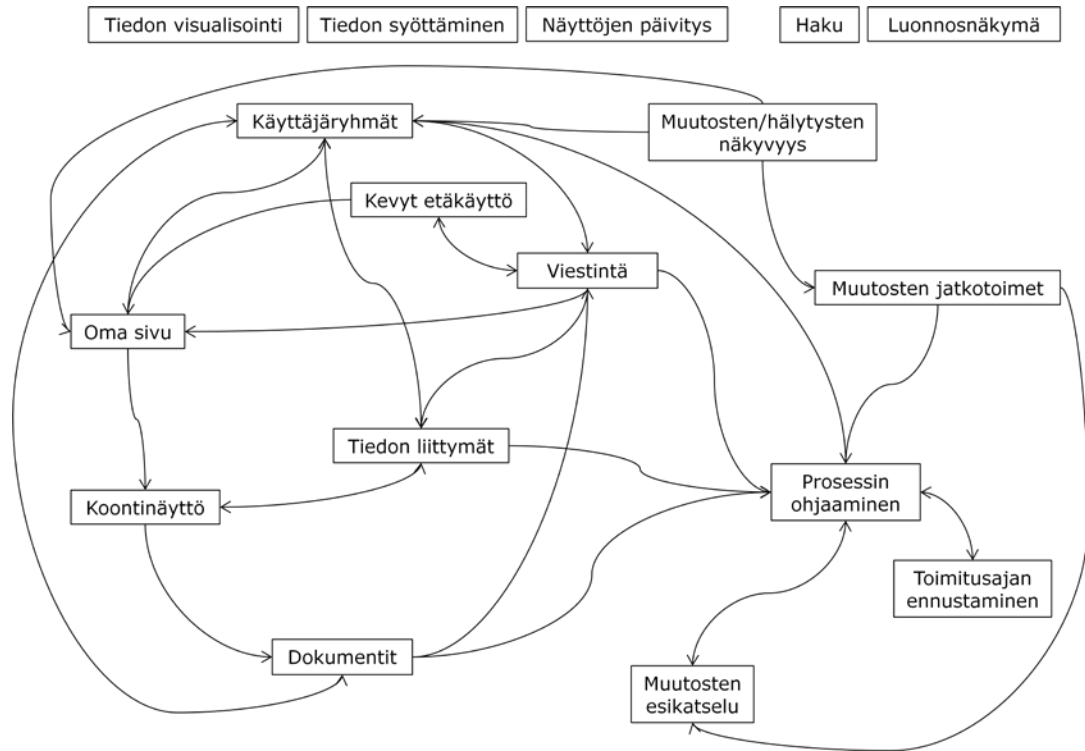 Tiedon visualisointi
Tiedon syöttäminen
Näyttöjen päivitys
Haku
Luonnosnäkymä
Käyttäjäryhmät
Muutosten/hälytysten
näkyvyys
Kevyt etäkäyttö
Viestintä
Muutosten jatkotoimet
Oma sivu
Tiedon liittymät
Prosessin
ohjaaminen
Koontinäyttö
Toimitusajan
ennustaminen
Dokumentit
Muutosten
esikatselu